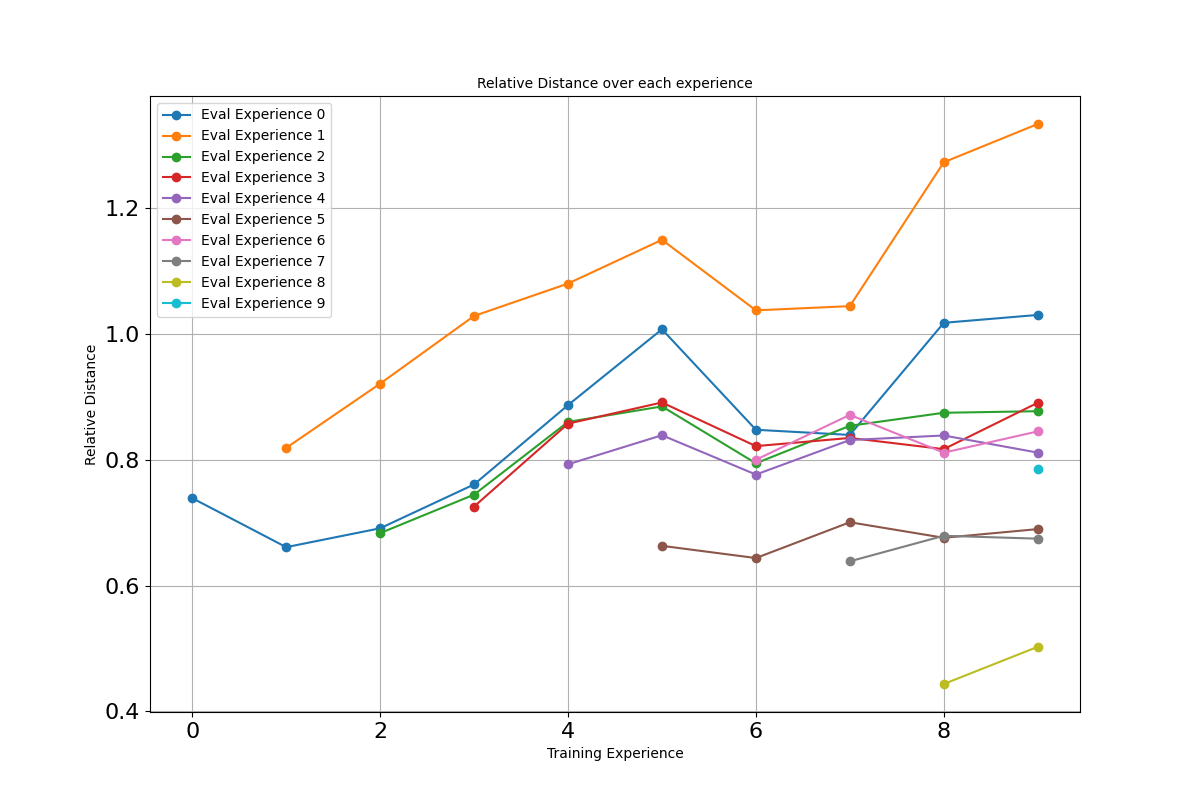 Relative Distance over each experience
Eval Experience 0
Eval Experience 1
Eval Experience 2
Eval Experience 3
Eval Experience 4
Eval Experience 5
Eval Experience 6
Eval Experience 7
Eval Experience 8
Eval Experience 9
1.2
1.0
0.8
0.6
0.4
Relative Distance
0 2 4 6 8
Training Experience